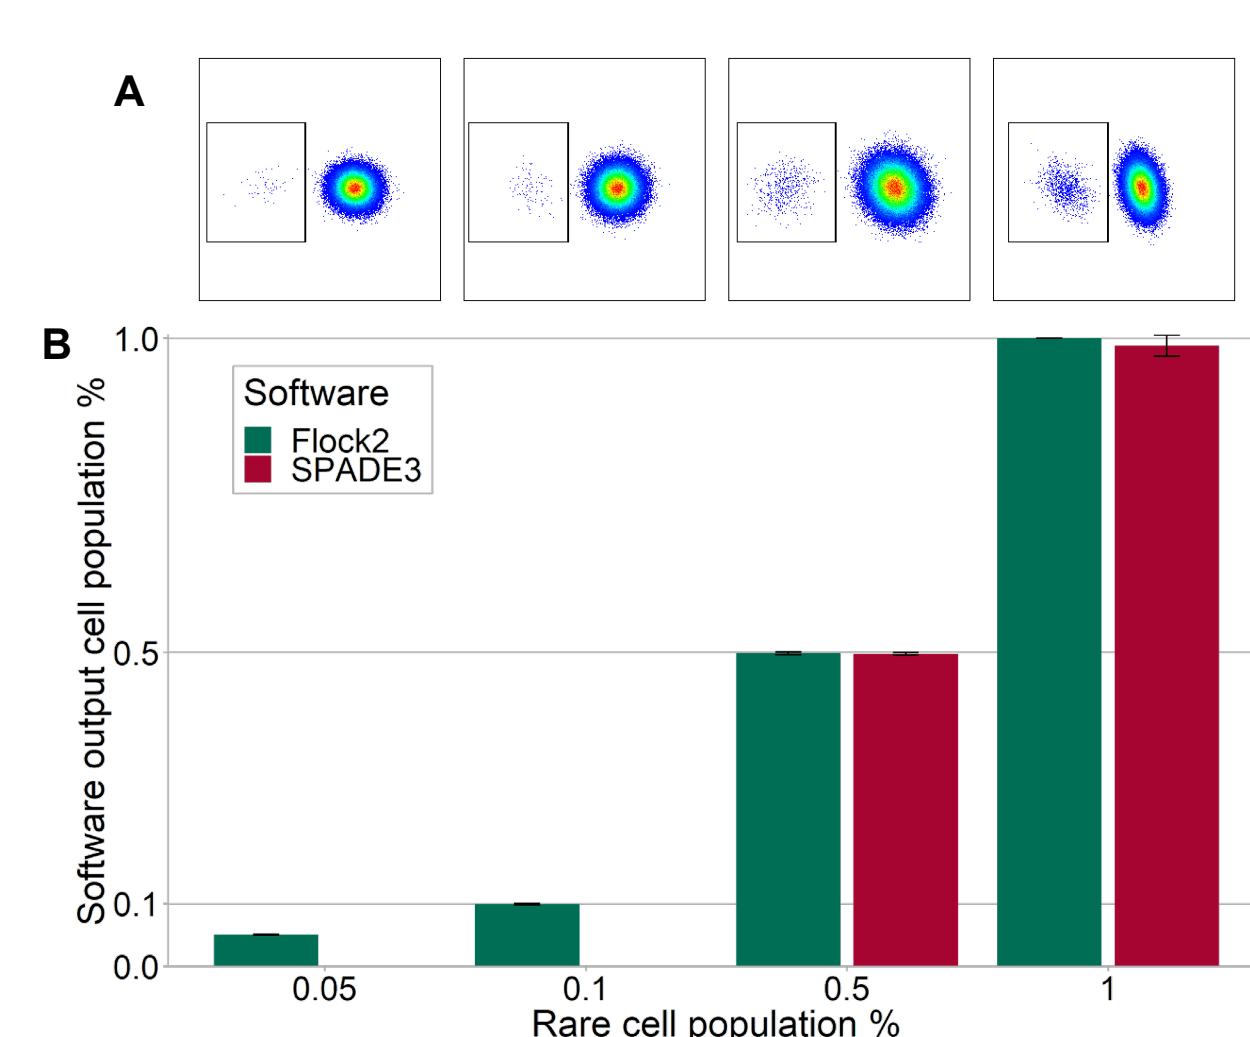 A
B
Software output cell population %
1.0
0.5
0.1
0.0
Software
Flock2
SPADE3
0.05 0.1 0.5 1
Rare cell population %